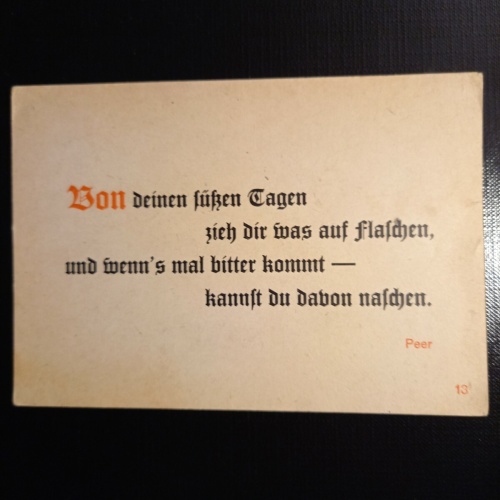 Von deinen süßen Tagen
zieh dir was auf Flaschen,
und wenn's mal bitter kommt —
kannst du davon naschen.
Peer
13